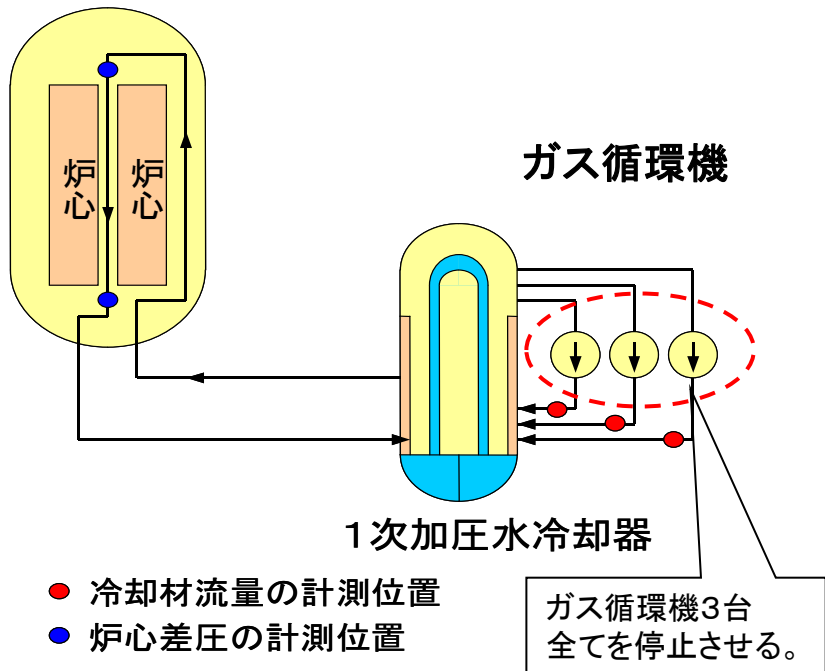 炉心
炉心
ガス循環機
1次加圧水冷却器
冷却材流量の計測位置
炉心差圧の計測位置
ガス循環機3台
全てを停止させる。